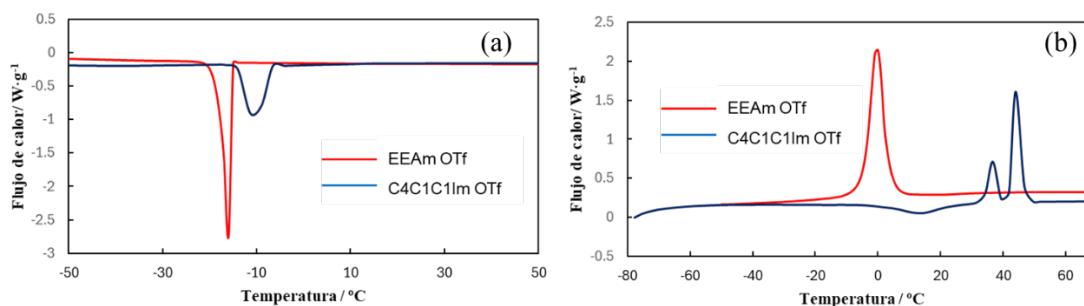 0.5
0
-0.5
-1
-1.5
-2
-2.5
-3
-50
-30
-10
10
30
50
Flujo de calor/ W·g⁻¹
Temperatura / ºC
(a)
EEAm OTf
C4C1C1Im OTf
2.5
2
1.5
1
0.5
0
-0.5
-80
-60
-40
-20
0
20
40
60
Flujo de calor/ W·g⁻¹
Temperatura / ºC
(b)
EEAm OTf
C4C1C1Im OTf